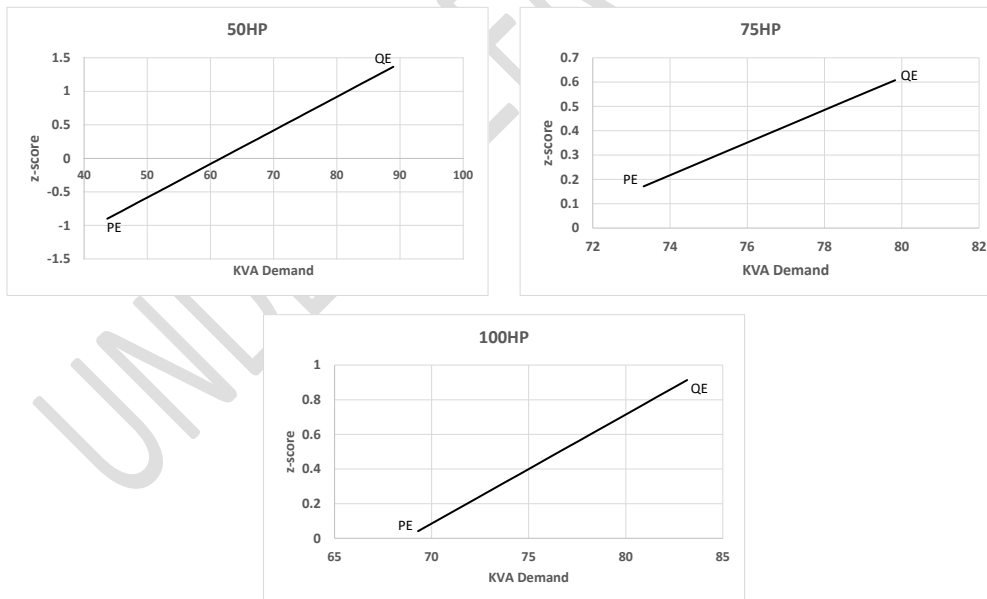 50HP
1.5
1
0.5
0
-0.5
-1
-1.5
40 50 60 70 80 90 100
z-score
KVA Demand
PE
QE
75HP
0.7
0.6
0.5
0.4
0.3
0.2
0.1
0
72 74 76 78 80 82
z-score
KVA Demand
PE
QE
100HP
1
0.8
0.6
0.4
0.2
0
65 70 75 80 85
z-score
KVA Demand
PE
QE